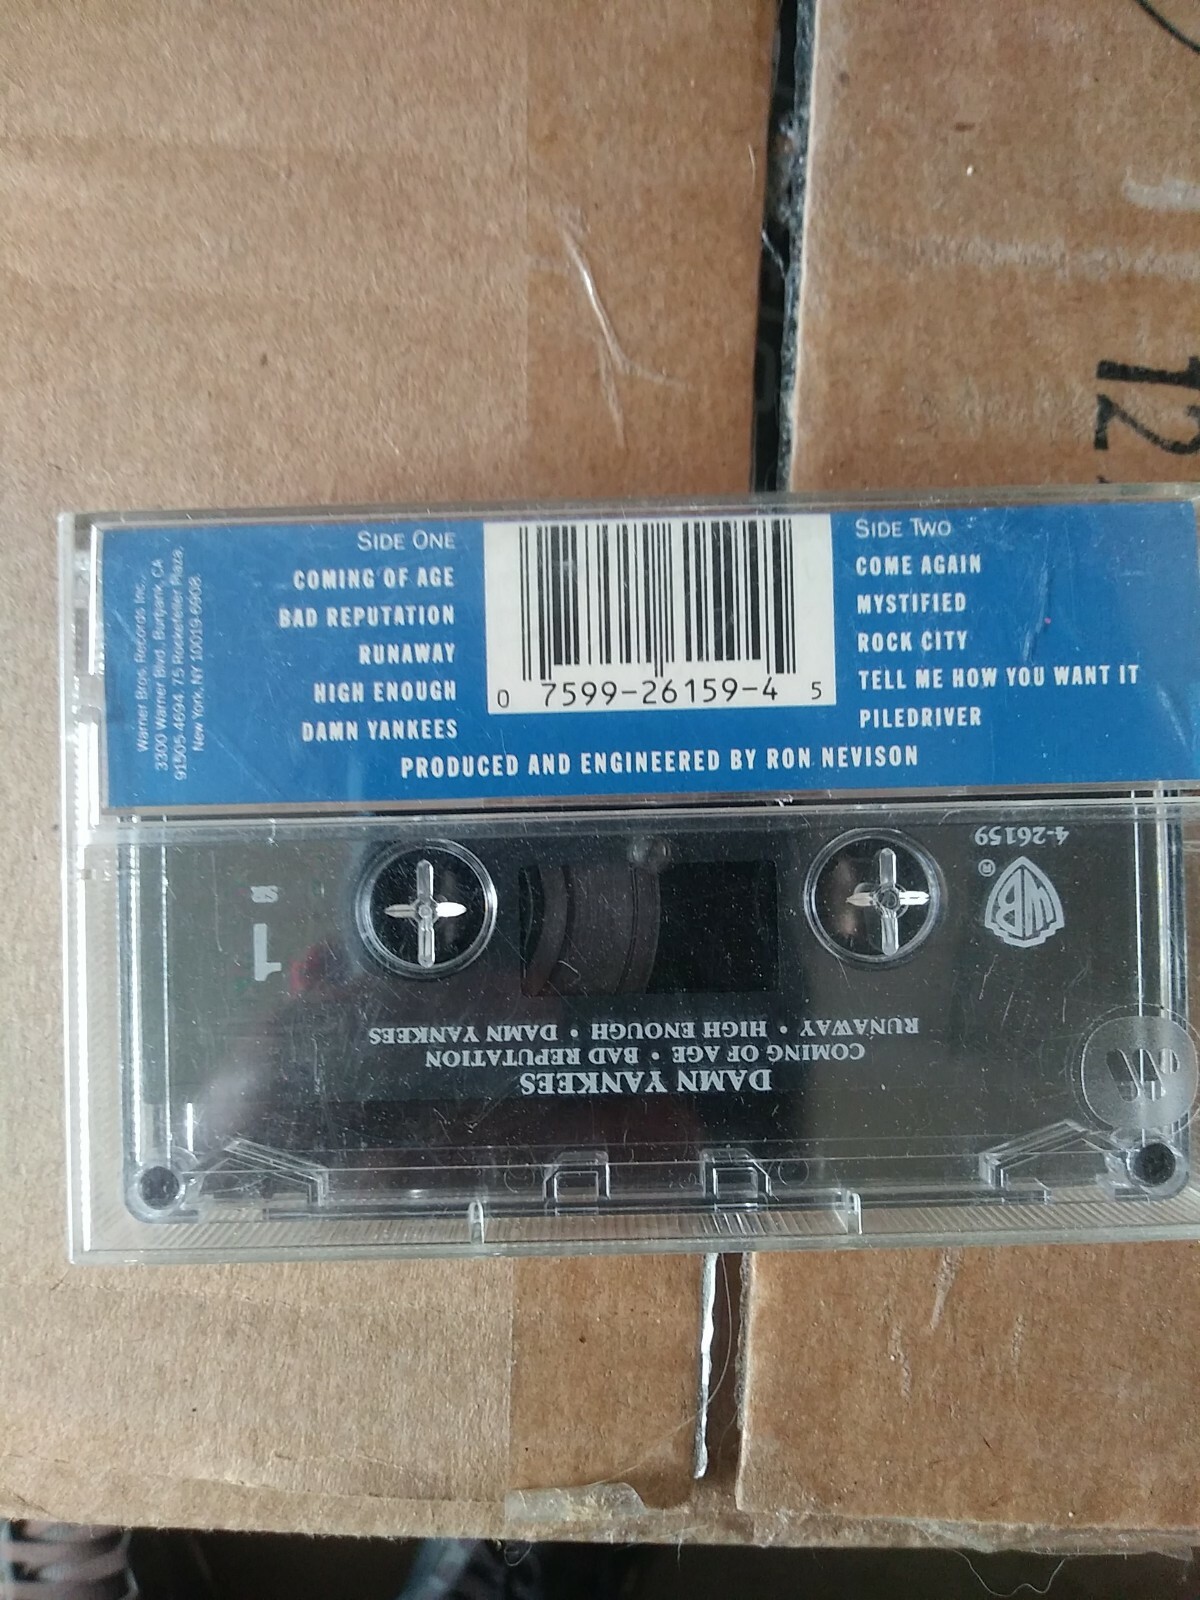 12
Warner Bros. Records Inc.,
3300 Warner Blvd., Burbank, CA
91505-4694. 75 Rockefeller Plaza,
New York, NY 10019-6908.
SIDE ONE
COMING OF AGE
BAD REPUTATION
RUNAWAY
HIGH ENOUGH
DAMN YANKEES
0 7599-26159-4 5
SIDE TWO
COME AGAIN
MYSTIFIED
ROCK CITY
TELL ME HOW YOU WANT IT
PILEDRIVER
PRODUCED AND ENGINEERED BY RON NEVISON
DAMN YANKEES
COMING OF AGE • BAD REPUTATION
RUNAWAY • HIGH ENOUGH • DAMN YANKEES
1
SR
WB®
4-26159